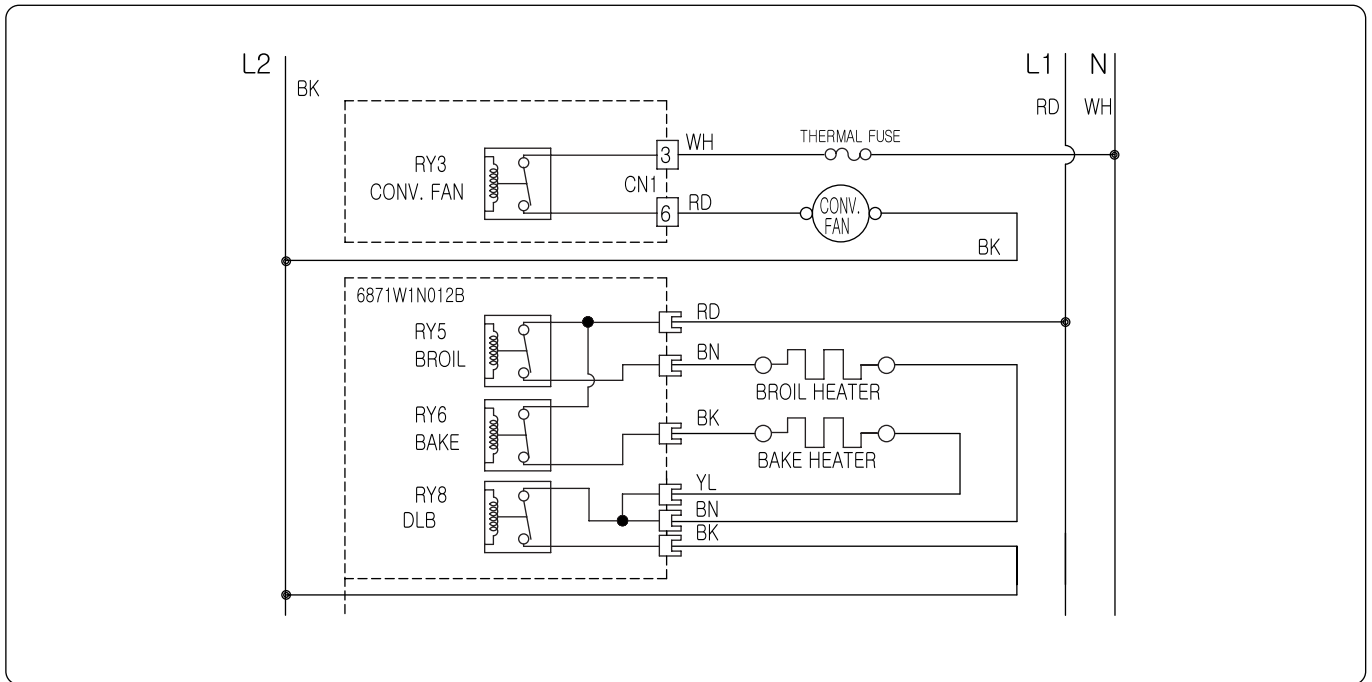 L2
L1 N
BK
RD WH
THERMAL FUSE
3 WH
RY3
CONV. FAN
CN1
6 RD
CONV.
FAN
BK
6871W1N012B
RD
RY5
BROIL
BN
BROIL HEATER
RY6
BAKE
BK
BAKE HEATER
YL
RY8
DLB
BN
BK